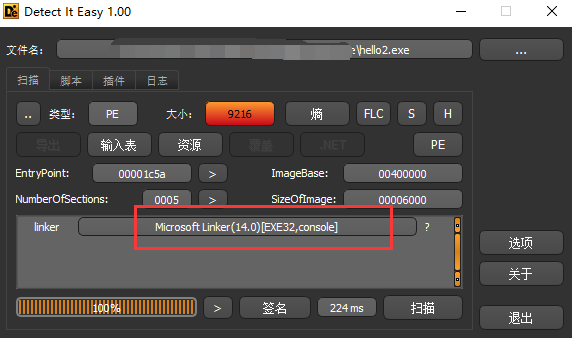 Detect It Easy 1.00
文件名: e\hello2.exe ...
扫描 脚本 插件 日志
.. 类型: PE 大小: 9216 熵 FLC S H
导出 输入表 资源 覆盖 .NET PE
EntryPoint: 00001c5a > ImageBase: 00400000
NumberOfSections: 0005 > SizeOfImage: 00006000
linker Microsoft Linker(14.0)[EXE32,console] ?
选项
关于
100% > 签名 224 ms 扫描
退出